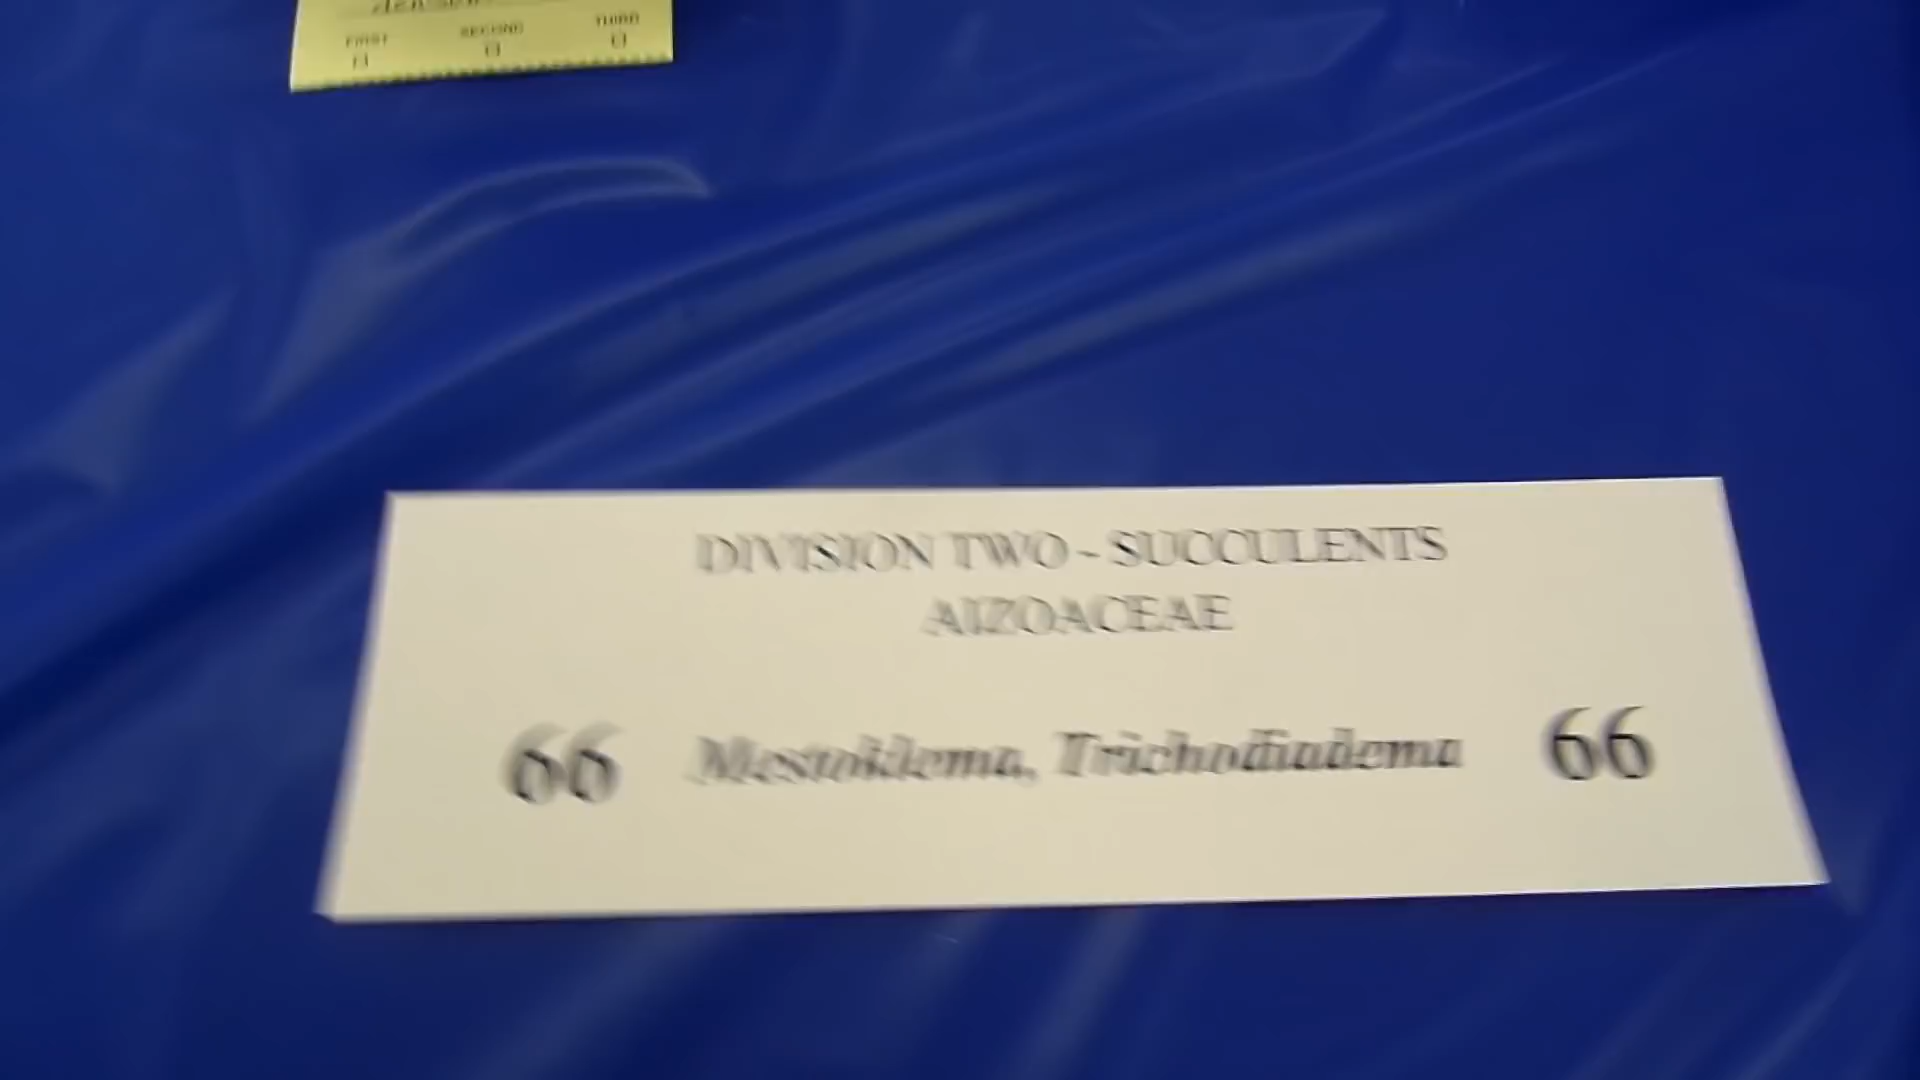 FIRST SECOND THIRD
DIVISION TWO - SUCCULENTS
AIZOACEAE
66 Mestoklema, Trichodiadema 66